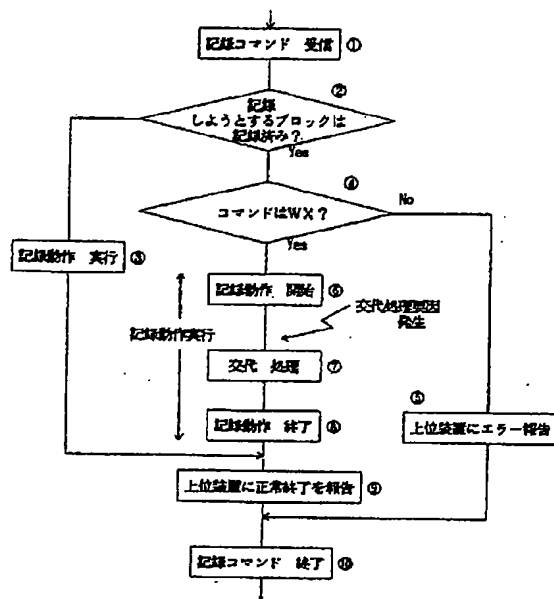 記録コマンド 受信 ①
②
記録
しようとするブロックは
記録済み?
Yes
④
コマンドはWX? No
Yes
記録動作 実行 ③
記録動作 開始 ⑥
交代処理要因
発生
記録動作実行
交代 処理 ⑦
⑤
記録動作 終了 ⑧
上位装置にエラー報告
上位装置に正常終了を報告 ⑨
記録コマンド 終了 ⑩